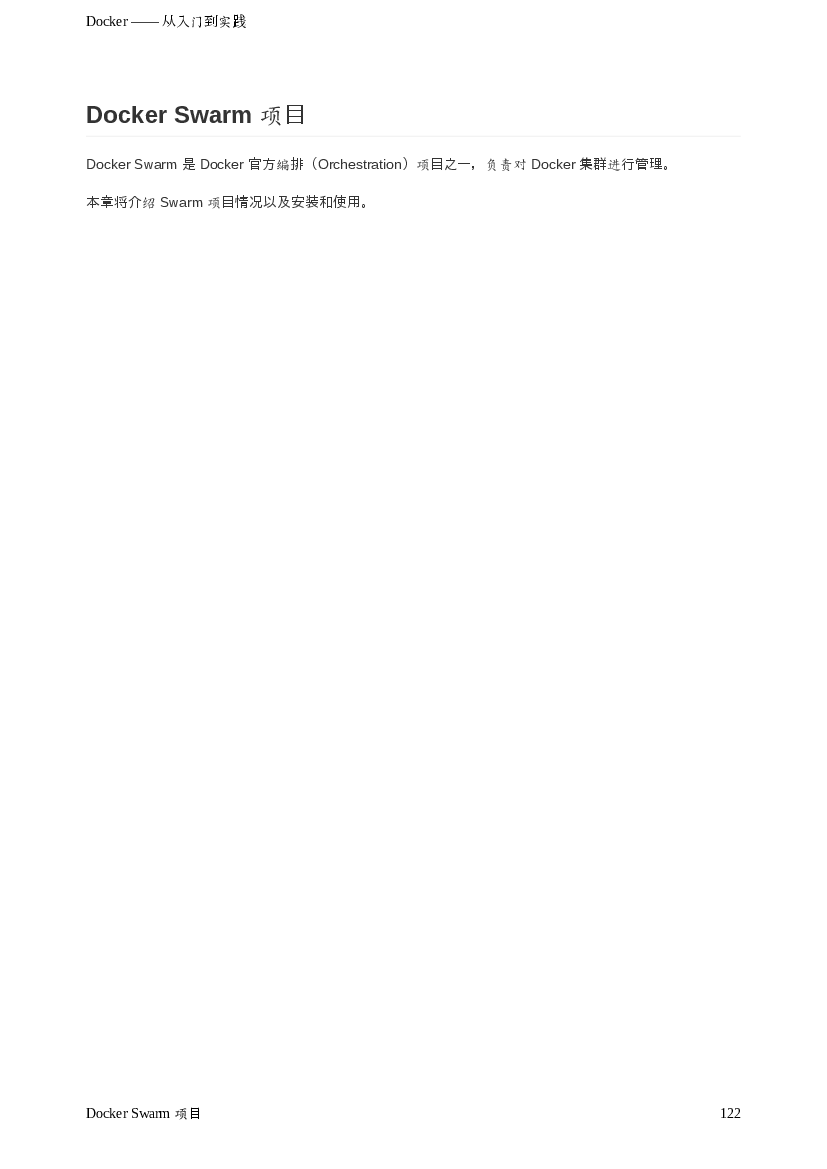 Docker —— 从入门到实践
Docker Swarm 项目
Docker Swarm 是 Docker 官方编排（Orchestration）项目之一，负责对 Docker 集群进行管理。
本章将介绍 Swarm 项目情况以及安装和使用。
Docker Swarm 项目
122